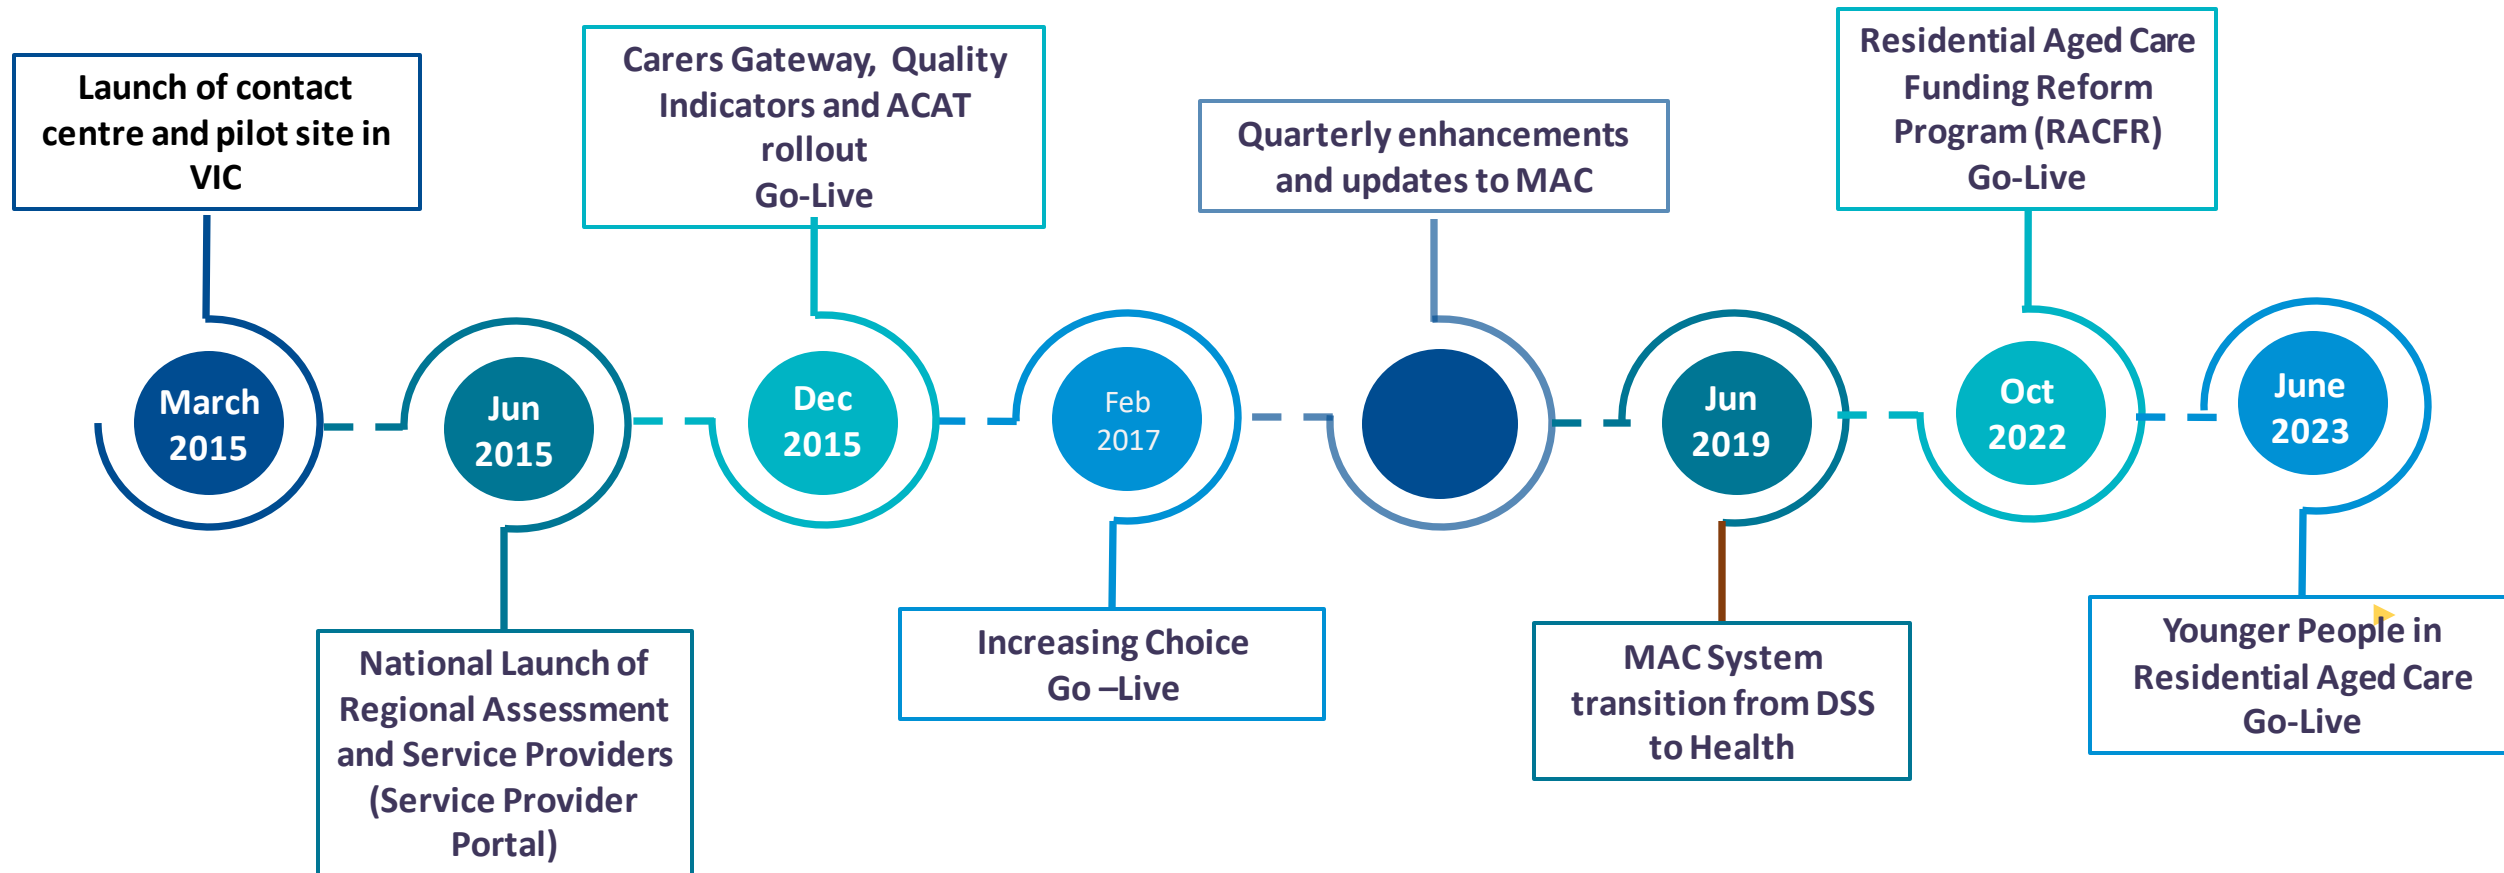 Launch of contact
centre and pilot site in
VIC
March
2015
Jun
2015
National Launch of
Regional Assessment
and Service Providers
(Service Provider
Portal)
Carers Gateway, Quality
Indicators and ACAT
rollout
Go-Live
Dec
2015
Feb
2017
Increasing Choice
Go –Live
Quarterly enhancements
and updates to MAC
Jun
2019
MAC System
transition from DSS
to Health
Residential Aged Care
Funding Reform
Program (RACFR)
Go-Live
Oct
2022
June
2023
Younger People in
Residential Aged Care
Go-Live